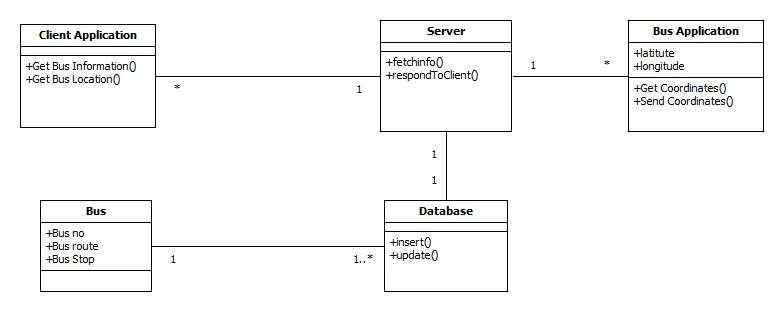 Client Application
+Get Bus Information()
+Get Bus Location()
*
1
Server
+fetchinfo()
+respondToClient()
1
*
Bus Application
+latitute
+longitude
+Get Coordinates()
+Send Coordinates()
1
1
Bus
+Bus no
+Bus route
+Bus Stop
1
1..*
Database
+insert()
+update()